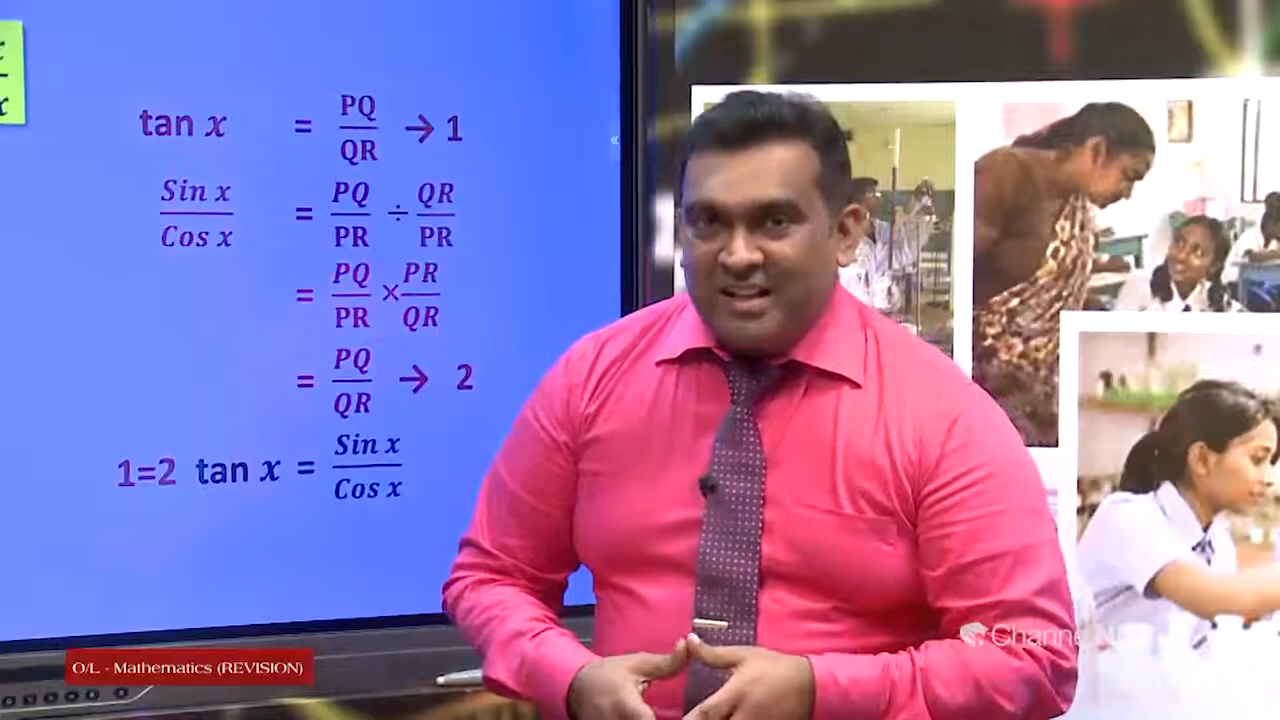 tan x = PQ/QR → 1
Sin x/Cos x = PQ/PR ÷ QR/PR
= PQ/PR × PR/QR
= PQ/QR → 2
1=2 tan x = Sin x/Cos x
O/L - Mathematics (REVISION)